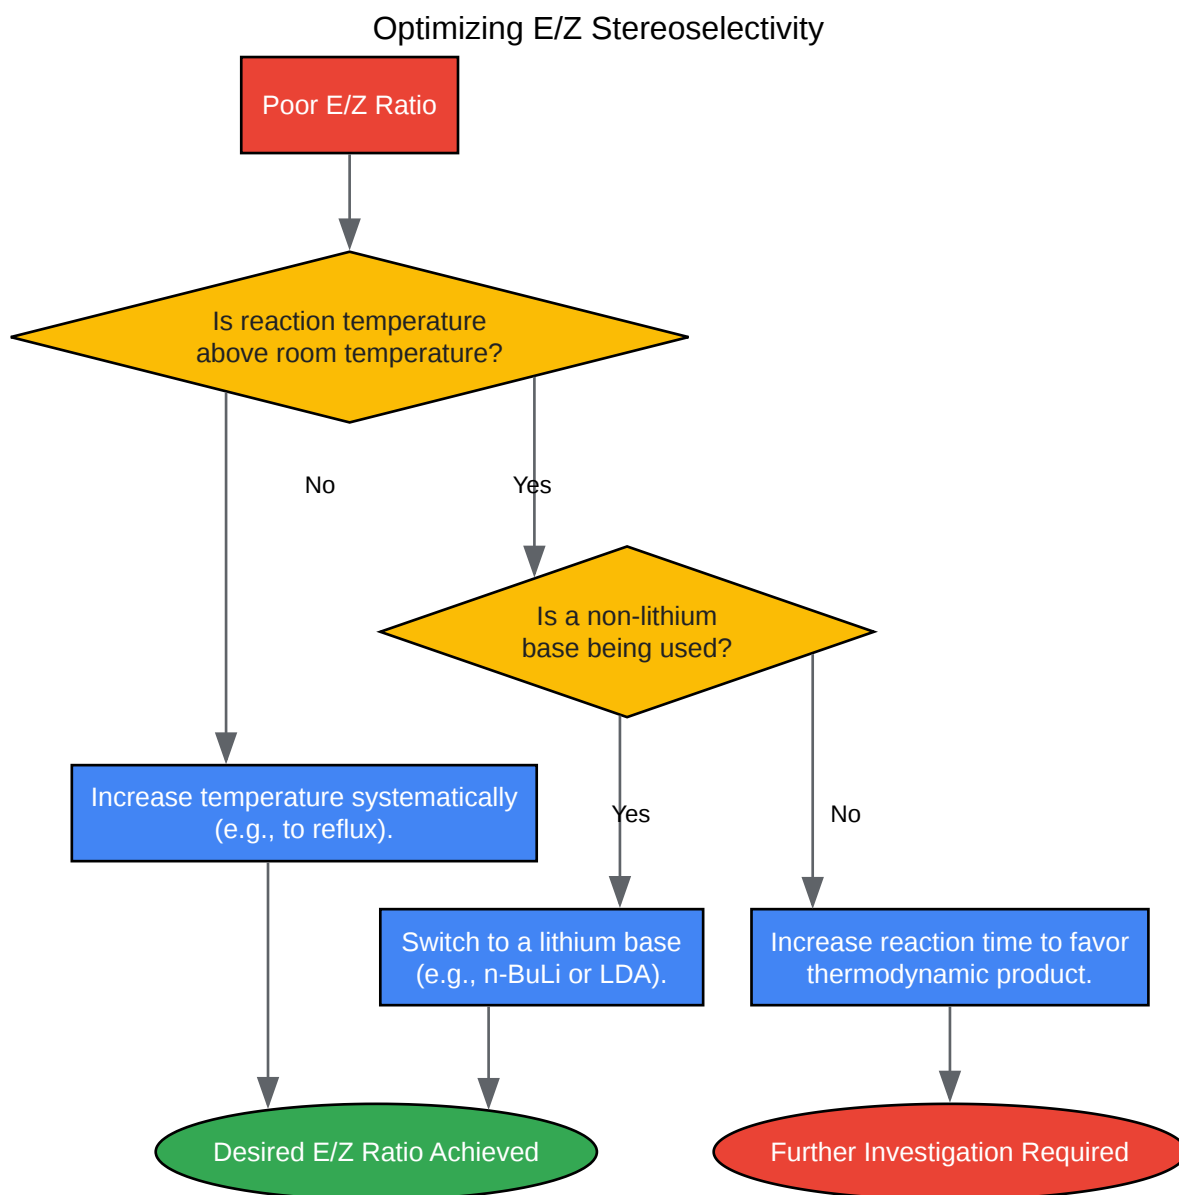 Optimizing E/Z Stereoselectivity
Poor E/Z Ratio
Is reaction temperature
above room temperature?
No
Yes
Is a non-lithium
base being used?
Increase temperature systematically
(e.g., to reflux).
Yes
No
Switch to a lithium base
(e.g., n-BuLi or LDA).
Increase reaction time to favor
thermodynamic product.
Desired E/Z Ratio Achieved
Further Investigation Required